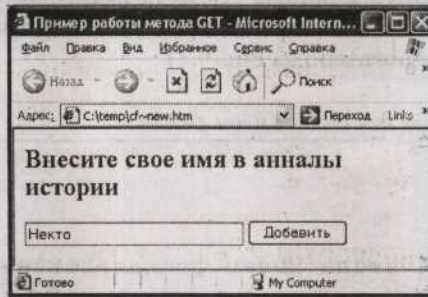 Пример работы метода GET - Microsoft Intern...
Файл Правка Вид Избранное Сервис Справка
Назад Поиск
Адрес: C:\temp\cf~new.htm Переход Links
Внесите свое имя в анналы
истории
Некто Добавить
Готово My Computer